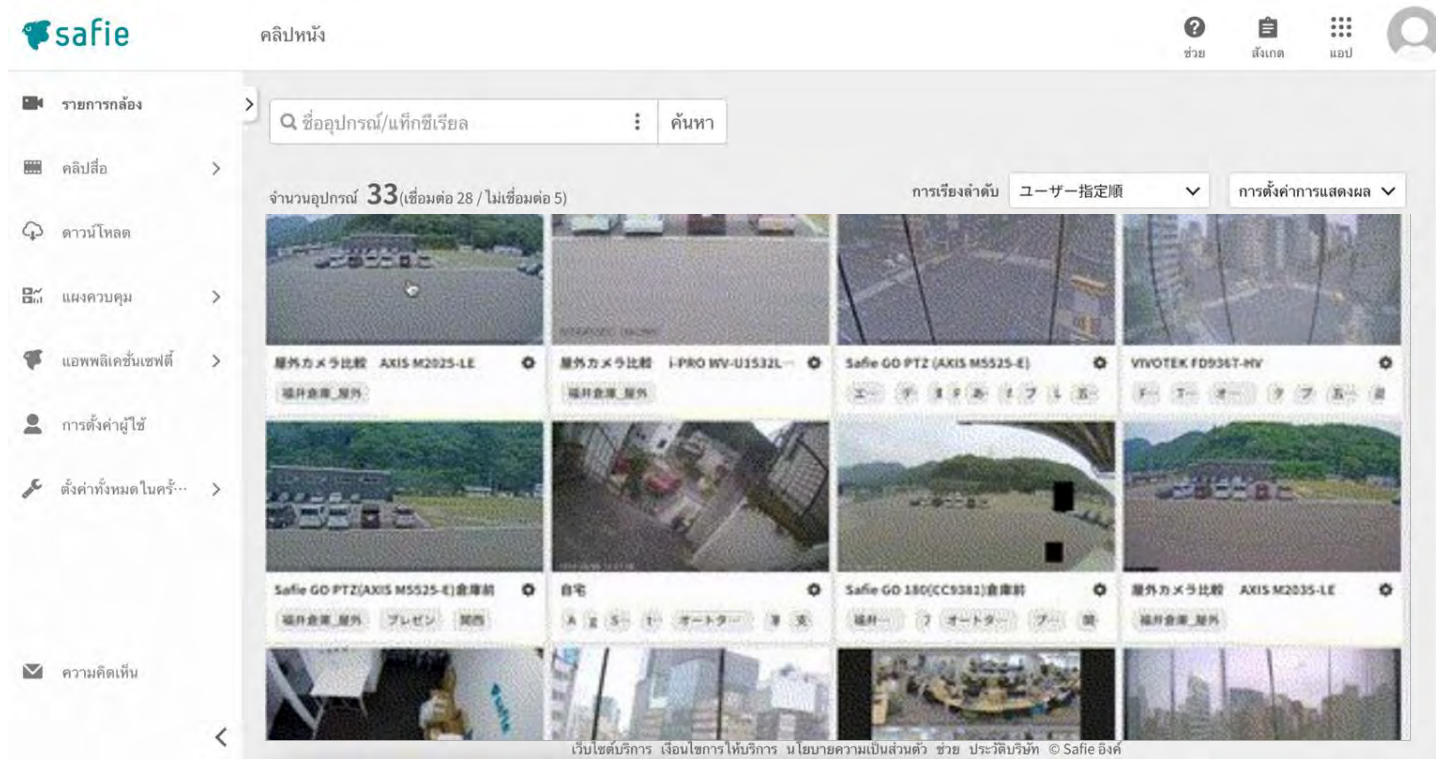 safie
คลิปหนัง
ช่วย
สังเกต
แอป
รายการกล้อง
คลิปสื่อ
ดาวน์โหลด
แผงควบคุม
แอพพลิเคชั่นเซฟตี้
การตั้งค่าผู้ใช้
ตั้งค่าทั้งหมดในครั้…
ความคิดเห็น
ชื่ออุปกรณ์/แท็กซีเรียล
ค้นหา
จำนวนอุปกรณ์ 33(เชื่อมต่อ 28 / ไม่เชื่อมต่อ 5)
การเรียงลำดับ ユーザー指定順
การตั้งค่าการแสดงผล
屋外カメラ比較 AXIS M2025-LE
福井倉庫_屋外
屋外カメラ比較 i-PRO WV-U1532L…
福井倉庫_屋外
Safie GO PTZ (AXIS M5525-E)
VIVOTEK FD9367-HV
Safie GO PTZ(AXIS M5525-E)倉庫前
福井倉庫_屋外 プレゼン 関西
自宅
A g S… t… オートター…
Safie GO 180(CC9381)倉庫前
福井… オートター… プ… 関
屋外カメラ比較 AXIS M2035-LE
福井倉庫_屋外
safie
เว็บไซต์บริการ เงื่อนไขการให้บริการ นโยบายความเป็นส่วนตัว ช่วย ประวัติบริษัท © Safie อิงค์